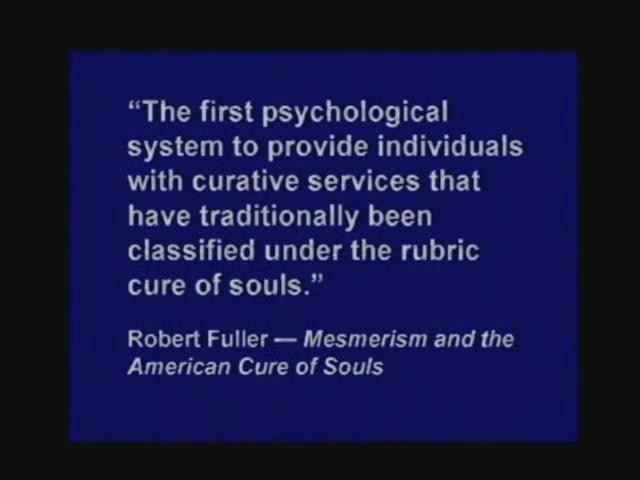 “The first psychological
system to provide individuals
with curative services that
have traditionally been
classified under the rubric
cure of souls.”
Robert Fuller — Mesmerism and the
American Cure of Souls